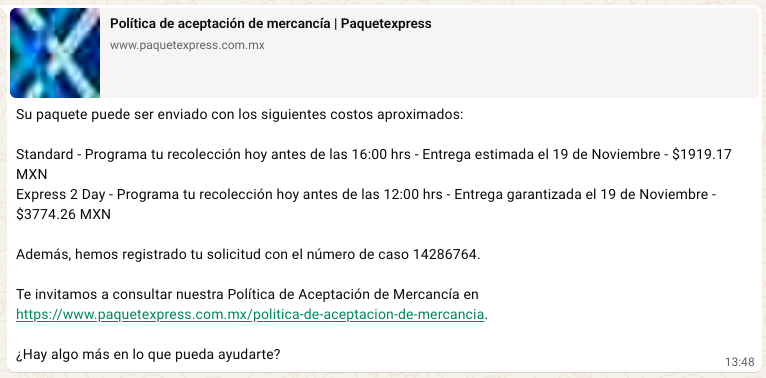 Política de aceptación de mercancía | Paquetexpress
www.paquetexpress.com.mx
Su paquete puede ser enviado con los siguientes costos aproximados:
Standard - Programa tu recolección hoy antes de las 16:00 hrs - Entrega estimada el 19 de Noviembre - $1919.17
MXN
Express 2 Day - Programa tu recolección hoy antes de las 12:00 hrs - Entrega garantizada el 19 de Noviembre -
$3774.26 MXN
Además, hemos registrado tu solicitud con el número de caso 14286764.
Te invitamos a consultar nuestra Política de Aceptación de Mercancía en
https://www.paquetexpress.com.mx/politica-de-aceptacion-de-mercancia.
¿Hay algo más en lo que pueda ayudarte?
13:48